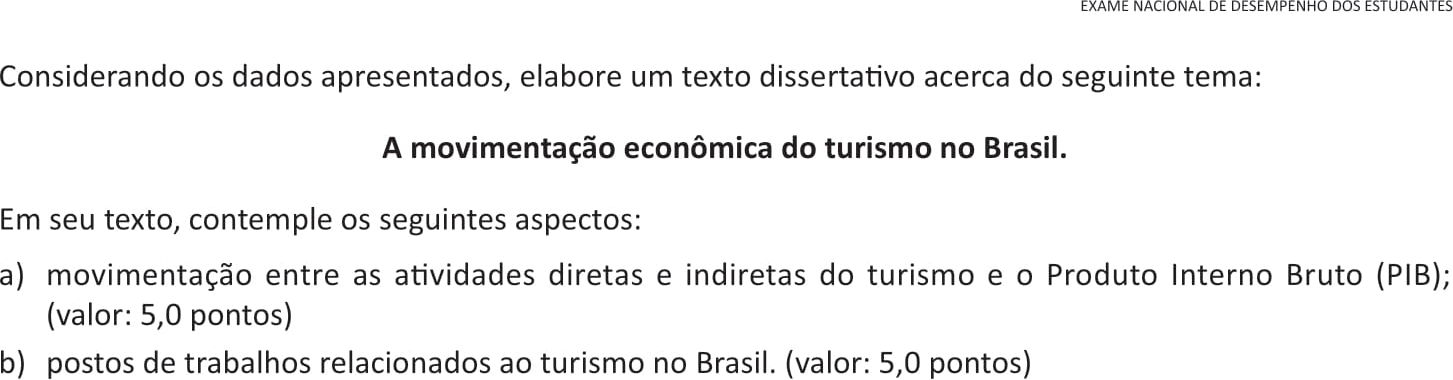 EXAME NACIONAL DE DESEMPENHO DOS ESTUDANTES
Considerando os dados apresentados, elabore um texto dissertativo acerca do seguinte tema:
A movimentação econômica do turismo no Brasil.
Em seu texto, contemple os seguintes aspectos:
a) movimentação entre as atividades diretas e indiretas do turismo e o Produto Interno Bruto (PIB);
(valor: 5,0 pontos)
b) postos de trabalhos relacionados ao turismo no Brasil. (valor: 5,0 pontos)